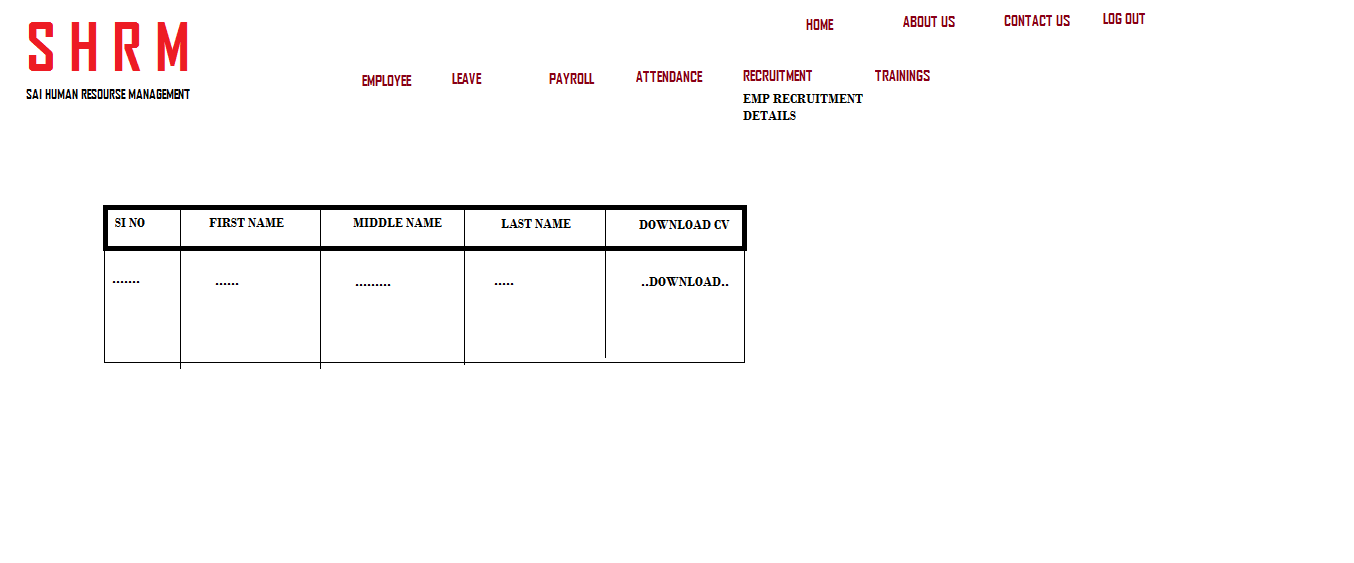 S H R M
SAI HUMAN RESOURSE MANAGEMENT
HOME ABOUT US CONTACT US LOG OUT
EMPLOYEE LEAVE PAYROLL ATTENDANCE RECRUITMENT TRAININGS
EMP RECRUITMENT
DETAILS
SI NO FIRST NAME MIDDLE NAME LAST NAME DOWNLOAD CV
....... ...... ......... ..... ..DOWNLOAD..